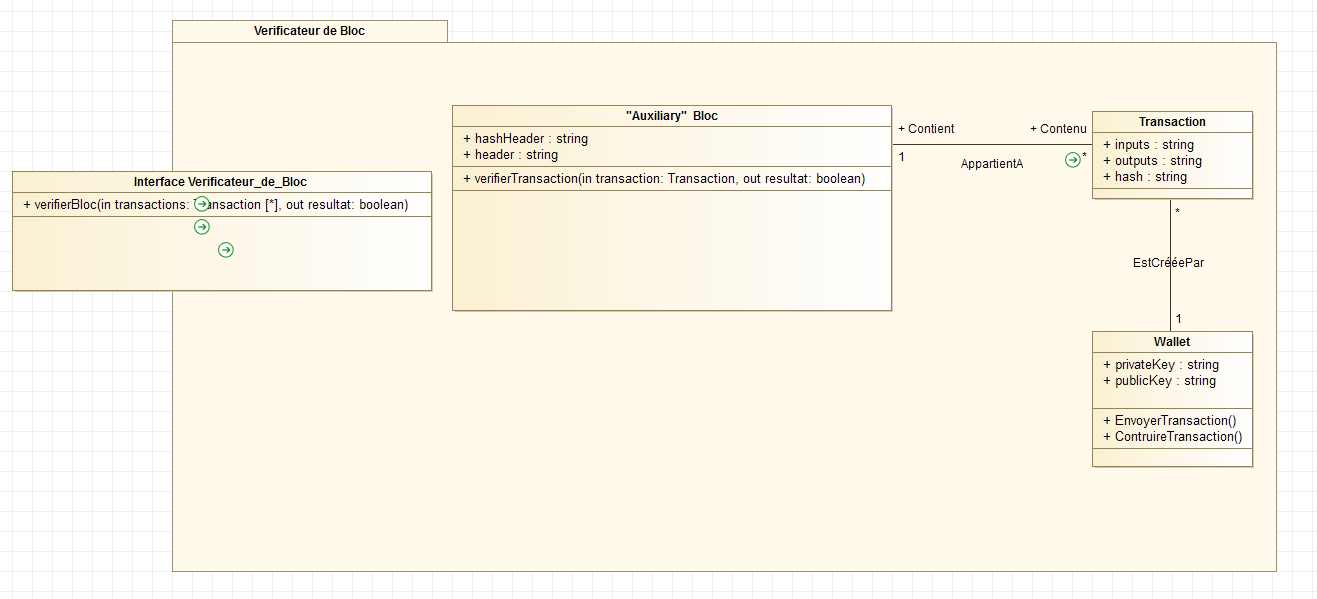 Verificateur de Bloc
"Auxiliary" Bloc
+ hashHeader : string
+ header : string
+ verifierTransaction(in transaction: Transaction, out resultat: boolean)
Interface Verificateur_de_Bloc
+ verifierBloc(in transactions: Transaction [*], out resultat: boolean)
+ Contient
+ Contenu
1
*
AppartientA
Transaction
+ inputs : string
+ outputs : string
+ hash : string
*
EstCrééePar
1
Wallet
+ privateKey : string
+ publicKey : string
+ EnvoyerTransaction()
+ ContruireTransaction()